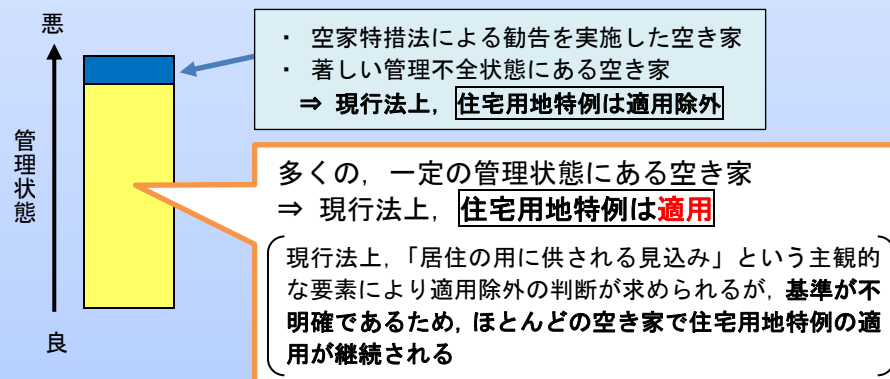 悪
管理状態
良
・ 空家特措法による勧告を実施した空き家
・ 著しい管理不全状態にある空き家
⇒ 現行法上，住宅用地特例は適用除外
多くの，一定の管理状態にある空き家
⇒ 現行法上，住宅用地特例は適用
現行法上，「居住の用に供される見込み」という主観的
な要素により適用除外の判断が求められるが，基準が不
明確であるため，ほとんどの空き家で住宅用地特例の適
用が継続される